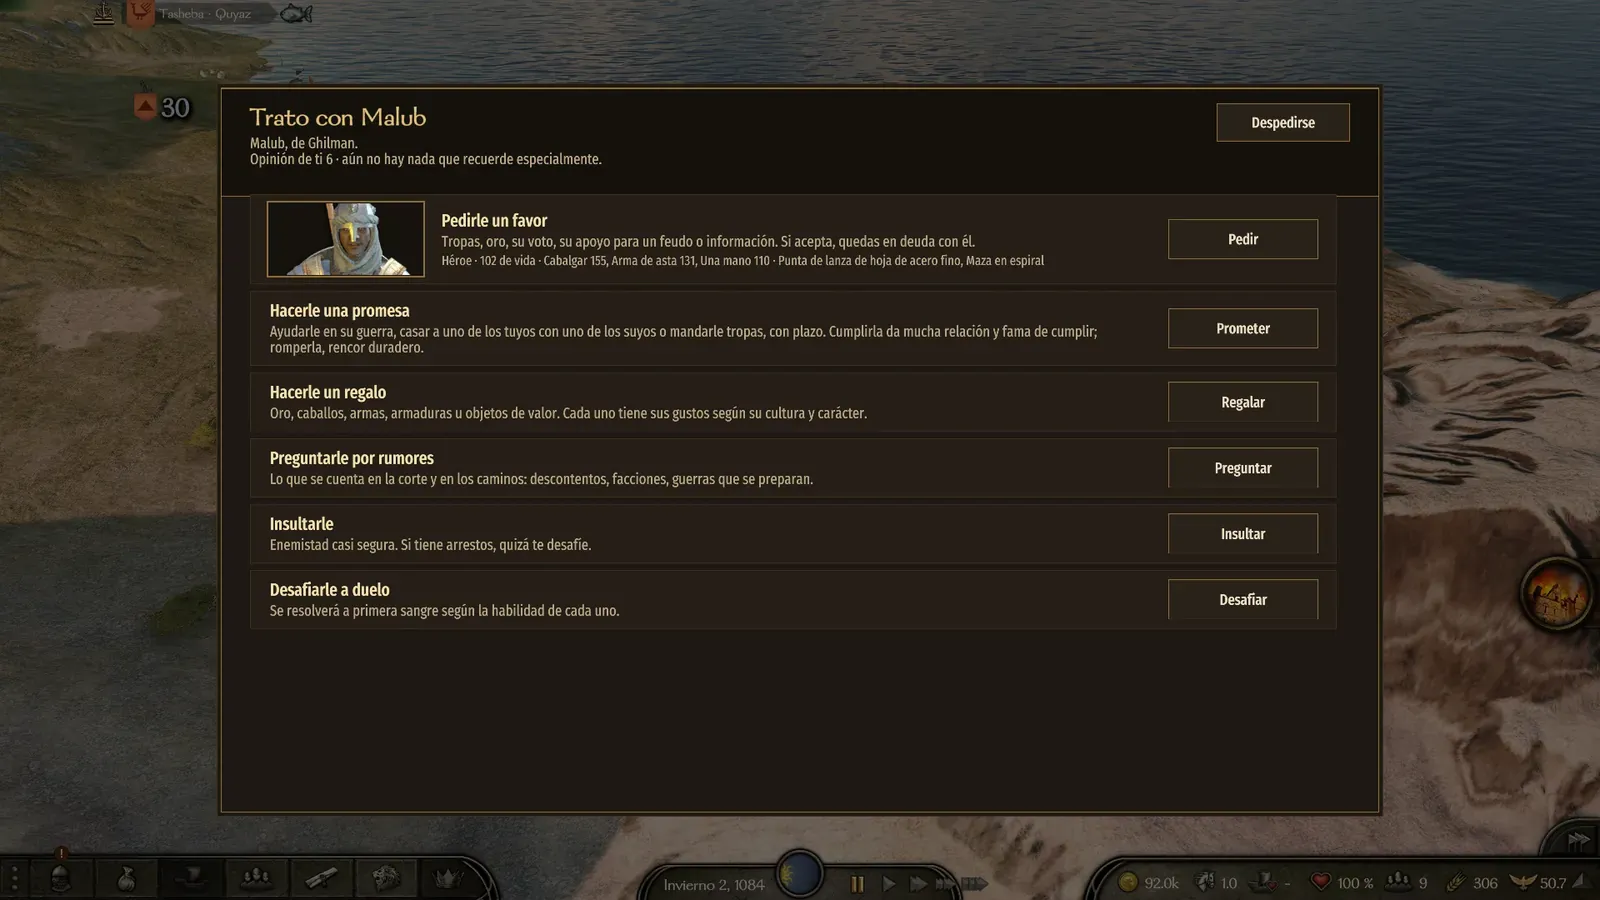 Tasheba - Quyaz
30
Trato con Malub
Malub, de Ghilman.
Opinión de ti 6 · aún no hay nada que recuerde especialmente.
Despedirse
Pedirle un favor
Tropas, oro, su voto, su apoyo para un feudo o información. Si acepta, quedas en deuda con él.
Héroe · 102 de vida · Cabalgar 155, Arma de asta 131, Una mano 110 · Punta de lanza de hoja de acero fino, Maza en espiral
Pedir
Hacerle una promesa
Ayudarle en su guerra, casar a uno de los tuyos con uno de los suyos o mandarle tropas, con plazo. Cumplirla da mucha relación y fama de cumplir;
romperla, rencor duradero.
Prometer
Hacerle un regalo
Oro, caballos, armas, armaduras u objetos de valor. Cada uno tiene sus gustos según su cultura y carácter.
Regalar
Preguntarle por rumores
Lo que se cuenta en la corte y en los caminos: descontentos, facciones, guerras que se preparan.
Preguntar
Insultarle
Enemistad casi segura. Si tiene arrestos, quizá te desafíe.
Insultar
Desafiarle a duelo
Se resolverá a primera sangre según la habilidad de cada uno.
Desafiar
!
Invierno 2, 1084
92.0k
1.0
-
100 %
9
306
50.7